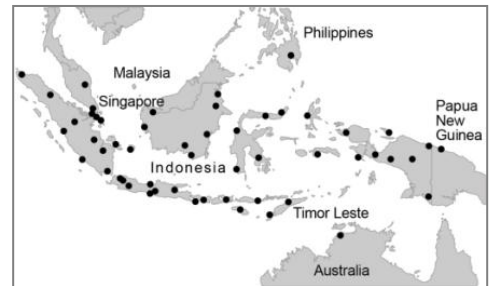 Philippines
Malaysia
Singapore
Papua
New
Guinea
Indonesia
Timor Leste
Australia